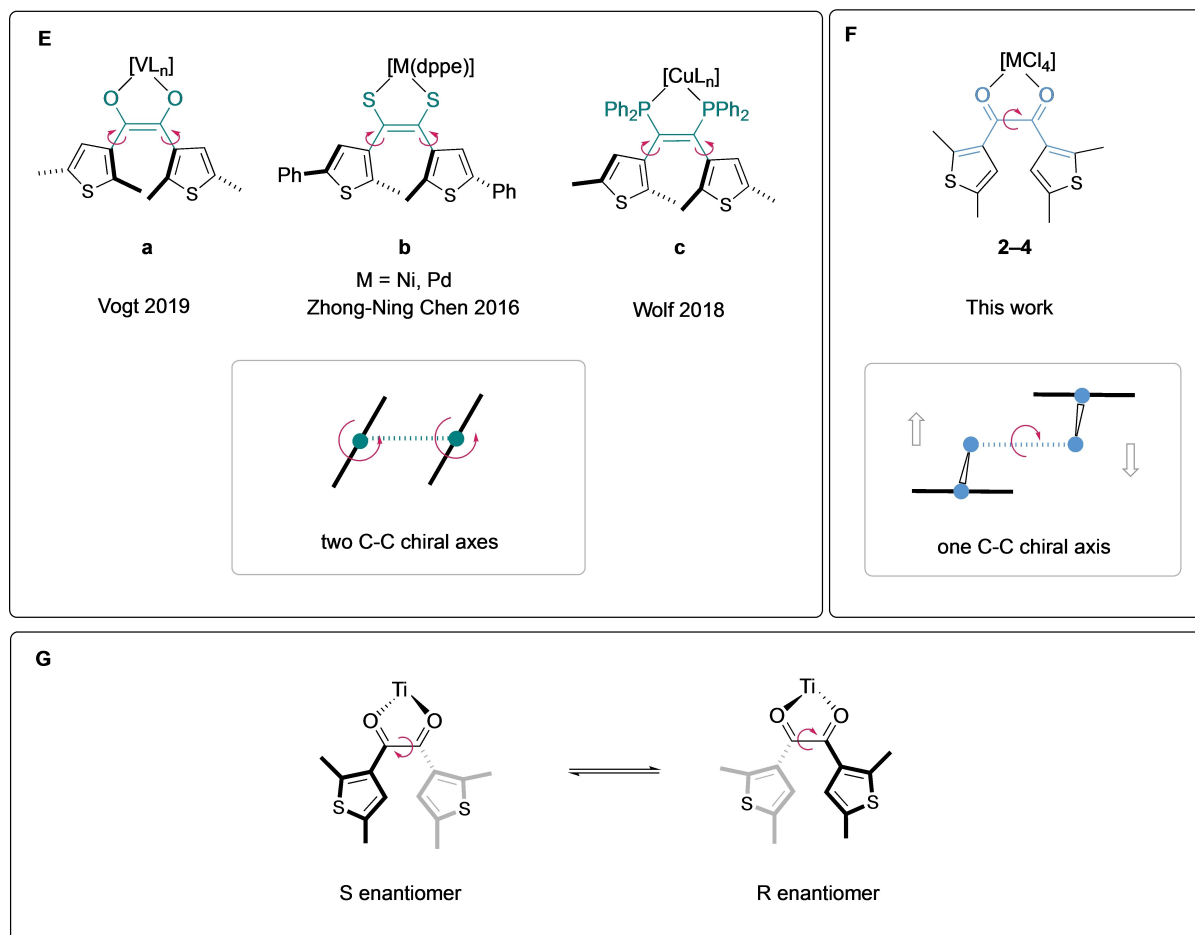 E
[VLn]
O O
S S
a
Vogt 2019
[M(dppe)]
S S
Ph Ph
S S
b
M = Ni, Pd
Zhong-Ning Chen 2016
[CuLn]
Ph2P PPh2
S S
c
Wolf 2018
two C-C chiral axes
F
[MCl4]
O O
S S
2–4
This work
one C-C chiral axis
G
Ti
O O
S S
S enantiomer
Ti
O O
S S
R enantiomer